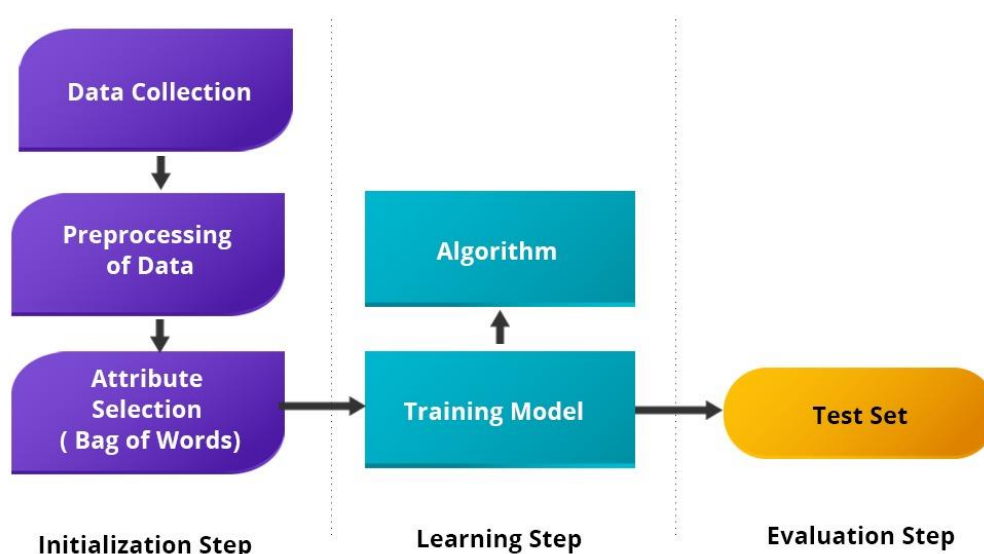 Data Collection
Preprocessing
of Data
Attribute
Selection
( Bag of Words)
Initialization Step
Algorithm
Training Model
Learning Step
Test Set
Evaluation Step